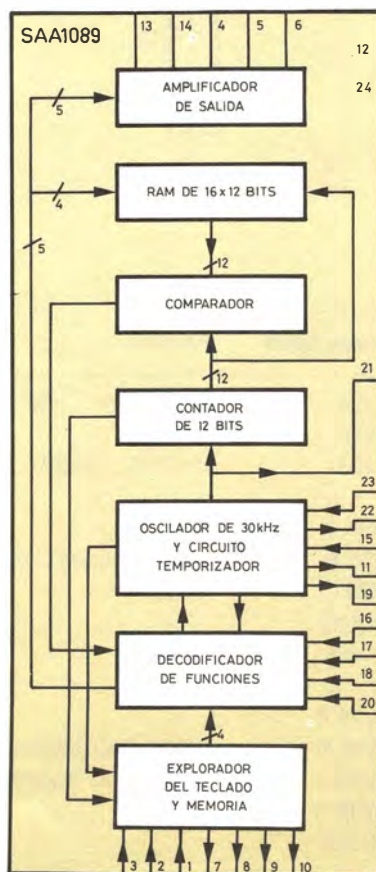 SAA1089
13 14 4 5 6
12
24
AMPLIFICADOR
DE SALIDA
5
4
RAM DE 16x12 BITS
5
12
COMPARADOR
12
21
CONTADOR
DE 12 BITS
23
22
15
11
19
OSCILADOR DE 30kHz
Y CIRCUITO
TEMPORIZADOR
16
17
18
20
DECODIFICADOR
DE FUNCIONES
4
EXPLORADOR
DEL TECLADO
Y MEMORIA
3 2 1 7 8 9 10